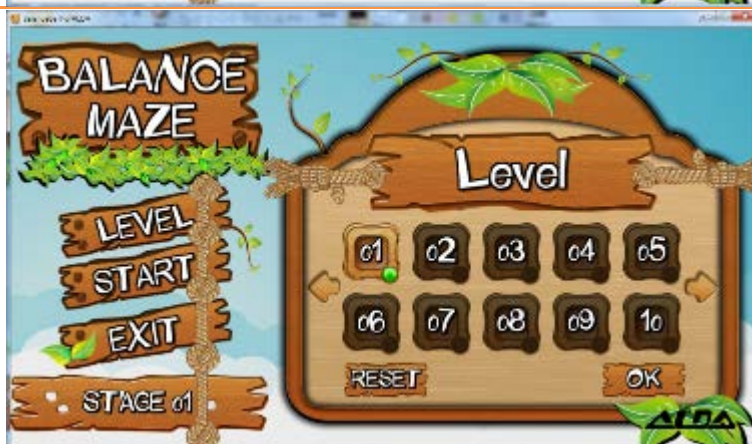 BALANCE
MAZE
LEVEL
START
EXIT
STAGE 01
Level
01 02 03 04 05
06 07 08 09 10
RESET OK
ALDA